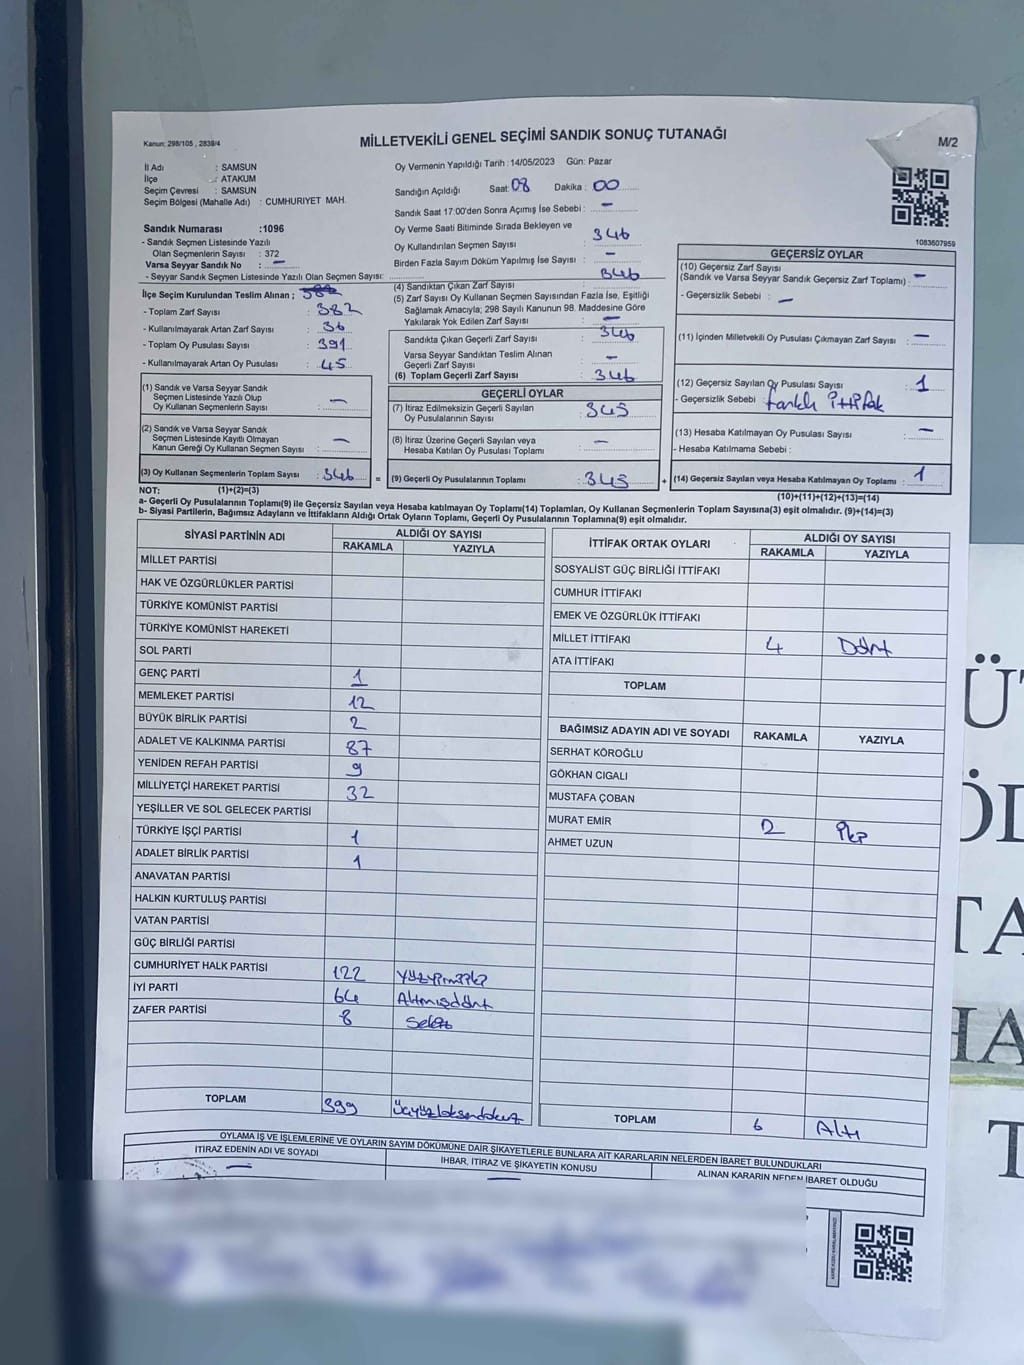 Kanun: 298/105 , 2839/4
MİLLETVEKİLİ GENEL SEÇİMİ SANDIK SONUÇ TUTANAĞI
M/2
İl Adı : SAMSUN
İlçe : ATAKUM
Seçim Çevresi : SAMSUN
Seçim Bölgesi (Mahalle Adı) : CUMHURIYET MAH.
Oy Vermenin Yapıldığı Tarih : 14/05/2023 Gün: Pazar
Sandığın Açıldığı Saat: 08 Dakika : 00
Sandık Saat 17:00'den Sonra Açılmış İse Sebebi : -
Oy Verme Saati Bitiminde Sırada Bekleyen ve
Oy Kullandırılan Seçmen Sayısı : 346
Birden Fazla Sayım Döküm Yapılmış İse Sayısı : -
1083607959
Sandık Numarası :1096
- Sandık Seçmen Listesinde Yazılı
Olan Seçmenlerin Sayısı : 372
Varsa Seyyar Sandık No : -
- Seyyar Sandık Seçmen Listesinde Yazılı Olan Seçmen Sayısı:
İlçe Seçim Kurulundan Teslim Alınan ;
- Toplam Zarf Sayısı : 382
- Kullanılmayarak Artan Zarf Sayısı : 36
- Toplam Oy Pusulası Sayısı : 391
- Kullanılmayarak Artan Oy Pusulası : 45
(4) Sandıktan Çıkan Zarf Sayısı : 346
(5) Zarf Sayısı Oy Kullanan Seçmen Sayısından Fazla İse, Eşitliği
Sağlamak Amacıyla; 298 Sayılı Kanunun 98. Maddesine Göre
Yakılarak Yok Edilen Zarf Sayısı : -
Sandıkta Çıkan Geçerli Zarf Sayısı : 346
Varsa Seyyar Sandıktan Teslim Alınan
Geçerli Zarf Sayısı : -
(6) Toplam Geçerli Zarf Sayısı : 346
GEÇERSİZ OYLAR
(10) Geçersiz Zarf Sayısı
(Sandık ve Varsa Seyyar Sandık Geçersiz Zarf Toplamı) : -
- Geçersizlik Sebebi : -
(11) İçinden Milletvekili Oy Pusulası Çıkmayan Zarf Sayısı : -
(12) Geçersiz Sayılan Oy Pusulası Sayısı : 1
- Geçersizlik Sebebi : farklı ittifak
(13) Hesaba Katılmayan Oy Pusulası Sayısı : -
- Hesaba Katılmama Sebebi :
(14) Geçersiz Sayılan veya Hesaba Katılmayan Oy Toplamı : 1
(10)+(11)+(12)+(13)=(14)
(1) Sandık ve Varsa Seyyar Sandık
Seçmen Listesinde Yazılı Olup
Oy Kullanan Seçmenlerin Sayısı : -
(2) Sandık ve Varsa Seyyar Sandık
Seçmen Listesinde Kayıtlı Olmayan
Kanun Gereği Oy Kullanan Seçmen Sayısı : -
(3) Oy Kullanan Seçmenlerin Toplam Sayısı : 346
(1)+(2)=(3)
GEÇERLİ OYLAR
(7) İtiraz Edilmeksizin Geçerli Sayılan
Oy Pusulalarının Sayısı : 345
(8) İtiraz Üzerine Geçerli Sayılan veya
Hesaba Katılan Oy Pusulası Toplamı : -
(9) Geçerli Oy Pusulalarının Toplamı : 345
NOT:
a- Geçerli Oy Pusulalarının Toplamı(9) ile Geçersiz Sayılan veya Hesaba katılmayan Oy Toplamı(14) Toplamları, Oy Kullanan Seçmenlerin Toplam Sayısına(3) eşit olmalıdır. (9)+(14)=(3)
b- Siyasi Partilerin, Bağımsız Adayların ve İttifakların Aldığı Ortak Oyların Toplamı, Geçerli Oy Pusulalarının Toplamına(9) eşit olmalıdır.
SİYASİ PARTİNİN ADI ALDIĞI OY SAYISI
RAKAMLA YAZIYLA
MİLLET PARTİSİ
HAK VE ÖZGÜRLÜKLER PARTİSİ
TÜRKİYE KOMÜNİST PARTİSİ
TÜRKİYE KOMÜNİST HAREKETİ
SOL PARTİ
GENÇ PARTİ 1
MEMLEKET PARTİSİ 12
BÜYÜK BİRLİK PARTİSİ 2
ADALET VE KALKINMA PARTİSİ 87
YENİDEN REFAH PARTİSİ 9
MİLLİYETÇİ HAREKET PARTİSİ 32
YEŞİLLER VE SOL GELECEK PARTİSİ
TÜRKİYE İŞÇİ PARTİSİ 1
ADALET BİRLİK PARTİSİ 1
ANAVATAN PARTİSİ
HALKIN KURTULUŞ PARTİSİ
VATAN PARTİSİ
GÜÇ BİRLİĞİ PARTİSİ
CUMHURİYET HALK PARTİSİ 122 Yüzyirmiiki
İYİ PARTİ 64 Altmışdört
ZAFER PARTİSİ 8 Sekiz
TOPLAM 399
İTTİFAK ORTAK OYLARI ALDIĞI OY SAYISI
RAKAMLA YAZIYLA
SOSYALİST GÜÇ BİRLİĞİ İTTİFAKI
CUMHUR İTTİFAKI
EMEK VE ÖZGÜRLÜK İTTİFAKI
MİLLET İTTİFAKI 4 Dört
ATA İTTİFAKI
TOPLAM
BAĞIMSIZ ADAYIN ADI VE SOYADI RAKAMLA YAZIYLA
SERHAT KÖROĞLU
GÖKHAN CIGALI
MUSTAFA ÇOBAN
MURAT EMİR 2 İki
AHMET UZUN
TOPLAM 6 Altı
OYLAMA İŞ VE İŞLEMLERİNE VE OYLARIN SAYIM DÖKÜMÜNE DAİR ŞİKAYETLERLE BUNLARA AİT KARARLARIN NELERDEN İBARET BULUNDUKLARI
İTİRAZ EDENİN ADI VE SOYADI
İHBAR, İTİRAZ VE ŞİKAYETİN KONUSU
ALINAN KARARIN NEDEN İBARET OLDUĞU